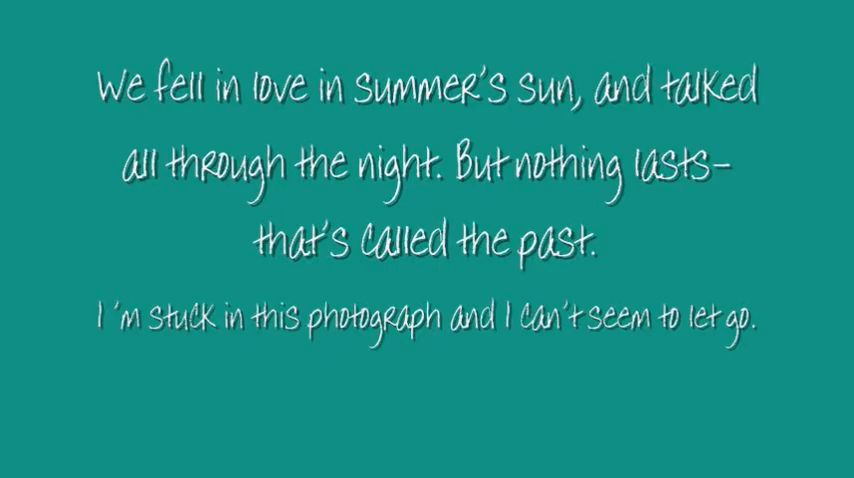 We fell in love in summer's sun, and talked
all through the night. But nothing lasts-
that's called the past.
I 'm stuck in this photograph and I can't seem to let go.